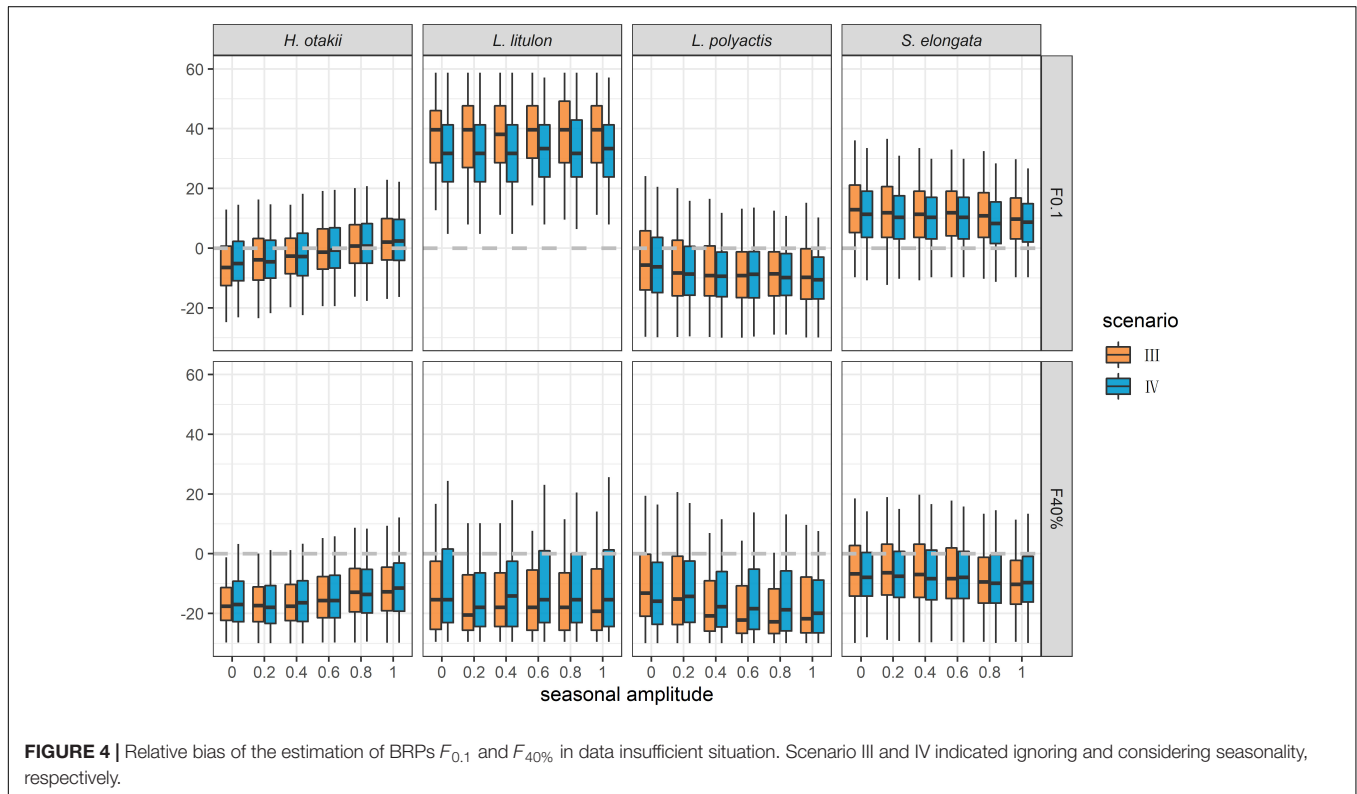 H. otakii
L. litulon
L. polyactis
S. elongata
60
40
20
0
-20
F0.1
60
40
20
0
-20
F40%
0 0.2 0.4 0.6 0.8 1
0 0.2 0.4 0.6 0.8 1
0 0.2 0.4 0.6 0.8 1
0 0.2 0.4 0.6 0.8 1
seasonal amplitude
scenario
III
IV
FIGURE 4 | Relative bias of the estimation of BRPs F0.1 and F40% in data insufficient situation. Scenario III and IV indicated ignoring and considering seasonality,
respectively.